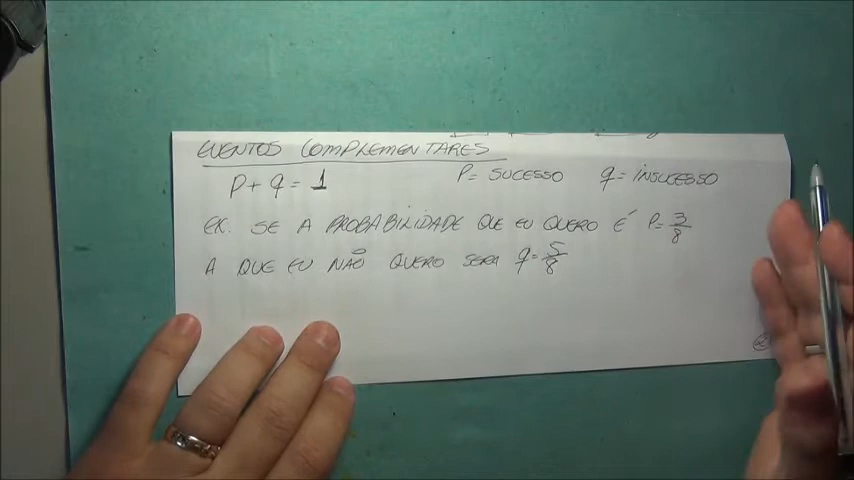 EVENTOS COMPLEMENTARES
p + q = 1 P = SUCESSO q = INSUCESSO
EX. SE A PROBABILIDADE QUE EU QUERO É P = 3/8
A QUE EU NÃO QUERO SERA q = 5/8